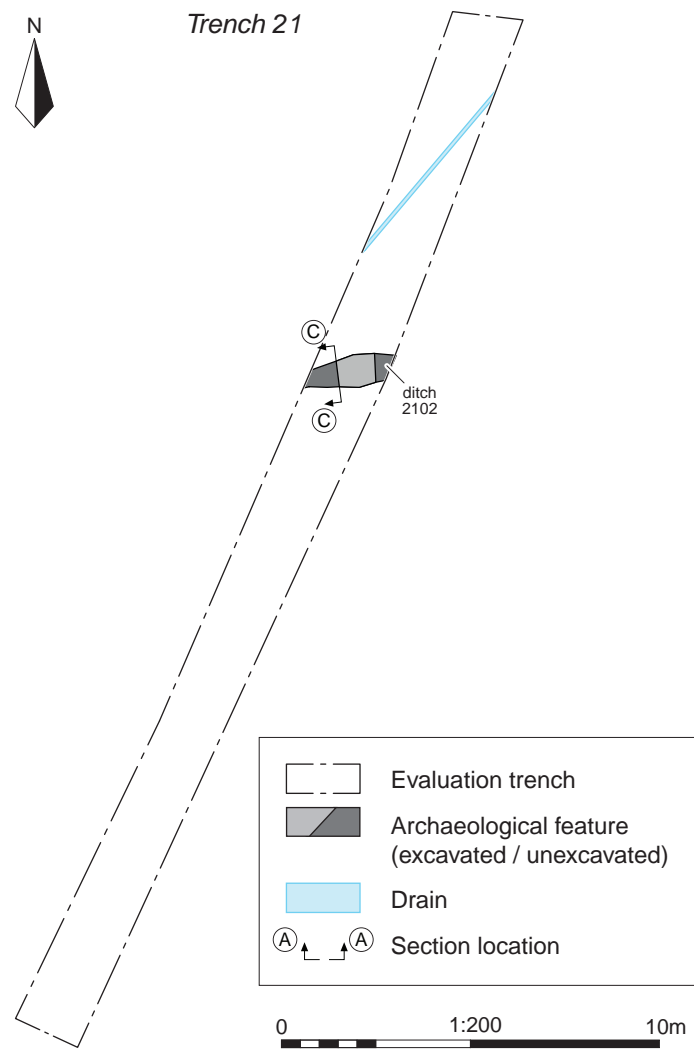 Trench 21
N
C
ditch
2102
C
Evaluation trench
Archaeological feature
(excavated / unexcavated)
Drain
A A Section location
0 1:200 10m